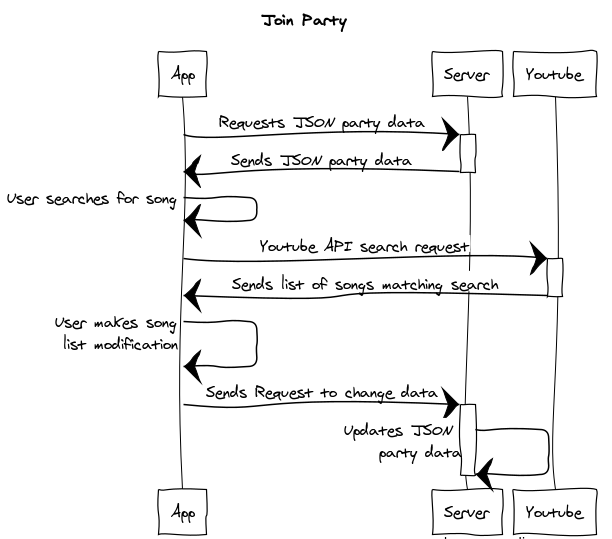 Join Party
App
Server
Youtube
Requests JSON party data
Sends JSON party data
User searches for song
Youtube API search request
Sends list of songs matching search
User makes song
list modification
Sends Request to change data
Updates JSON
party data
App
Server
Youtube